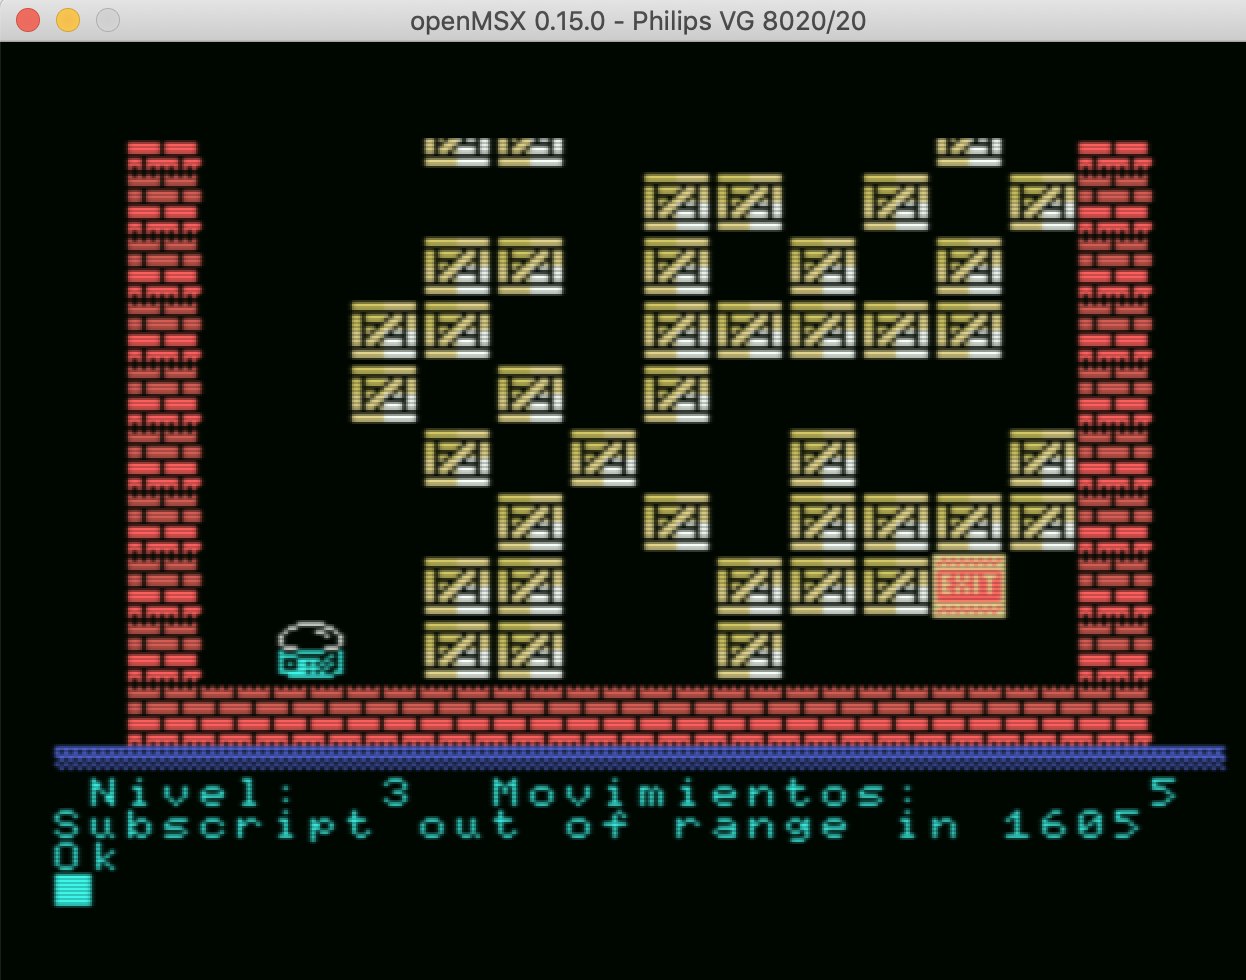 openMSX 0.15.0 - Philips VG 8020/20
EXIT
Nivel: 3 Movimientos: 5
Subscript out of range in 1605
Ok